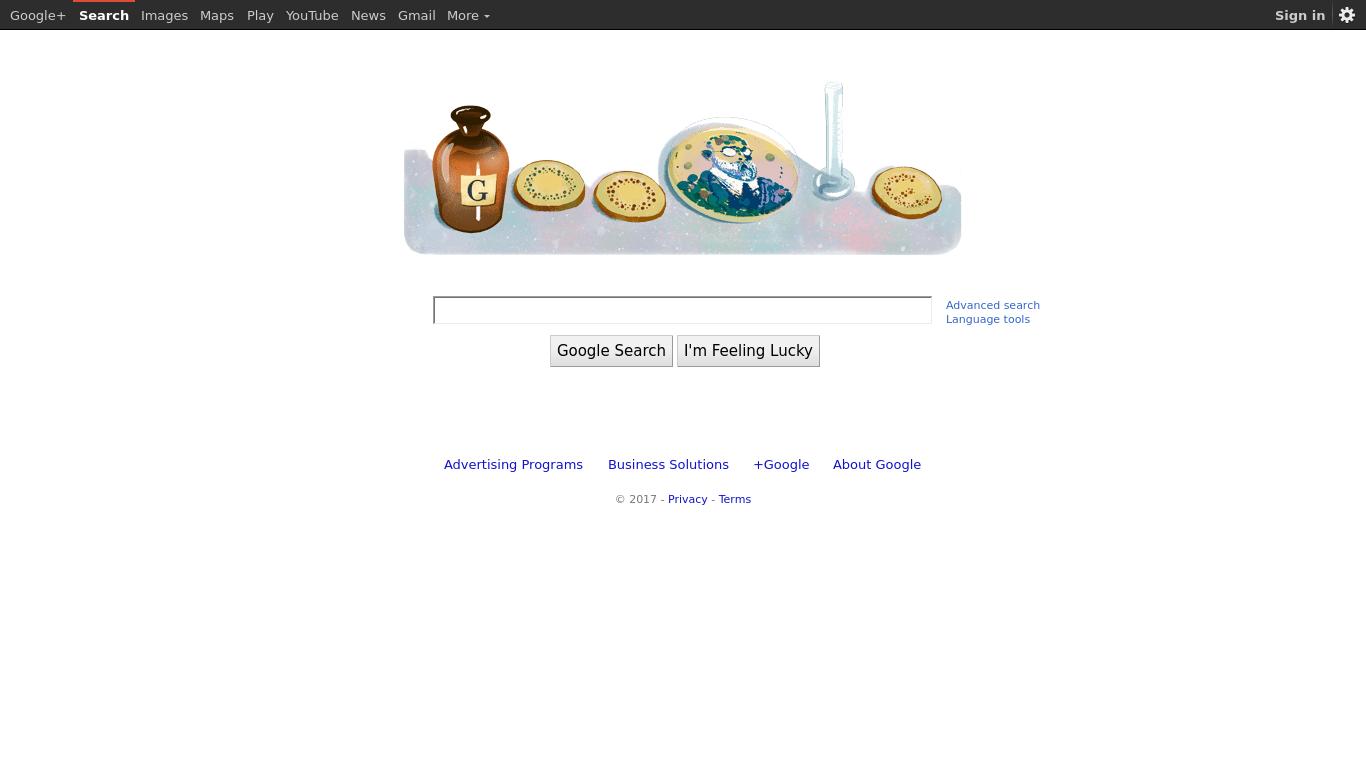 Google+ Search Images Maps Play YouTube News Gmail More Sign in
G
Advanced search
Language tools
Google Search I'm Feeling Lucky
Advertising Programs Business Solutions +Google About Google
© 2017 - Privacy - Terms